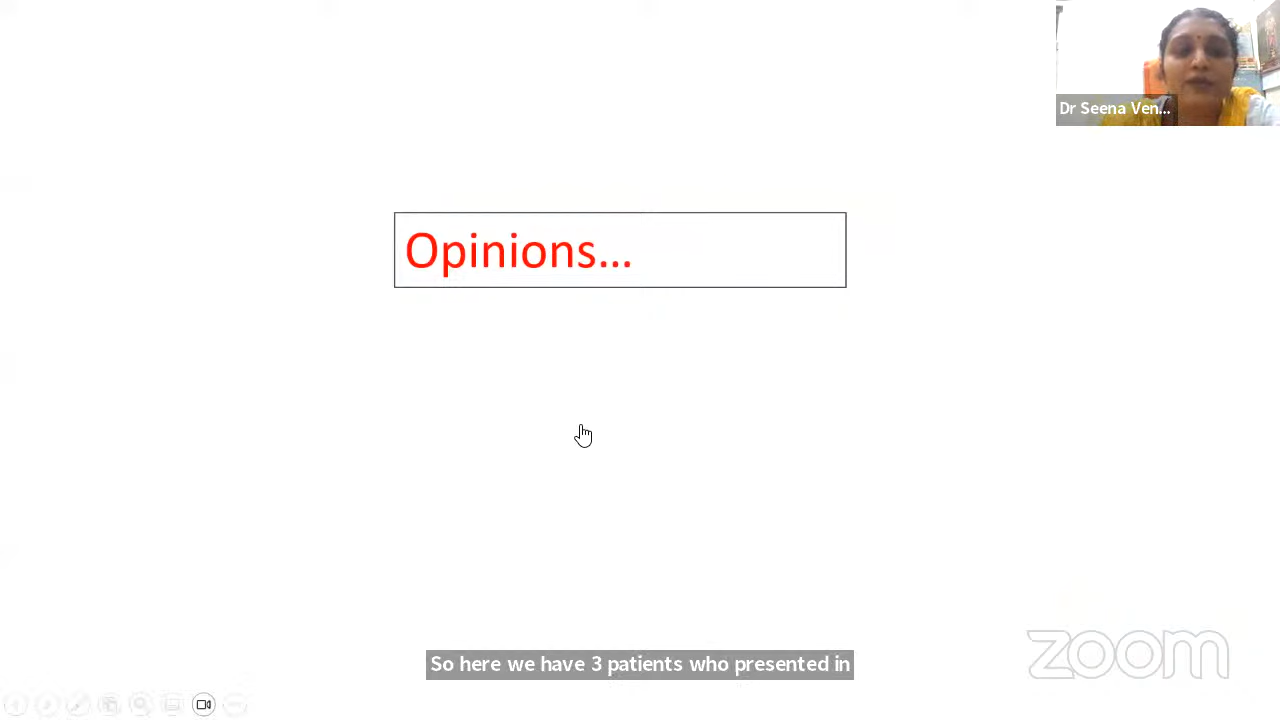 Dr Seena Ven...
Opinions...
zoom
So here we have 3 patients who presented in